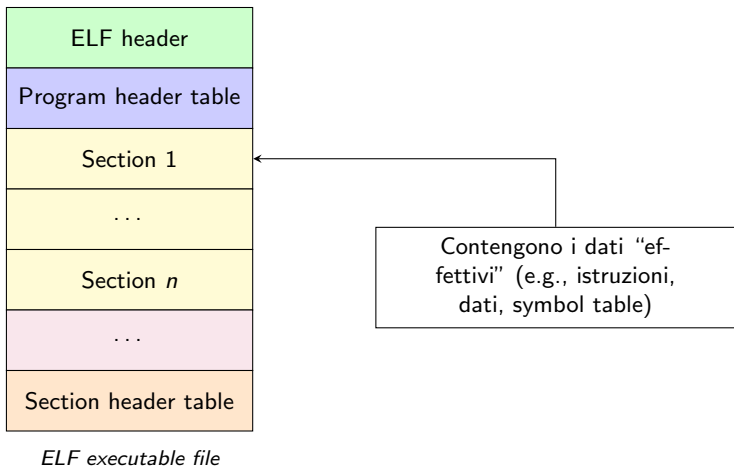 ELF header
Program header table
Section 1
. . .
Section n
. . .
Section header table
ELF executable file
Contengono i dati “ef-
fettivi” (e.g., istruzioni,
dati, symbol table)